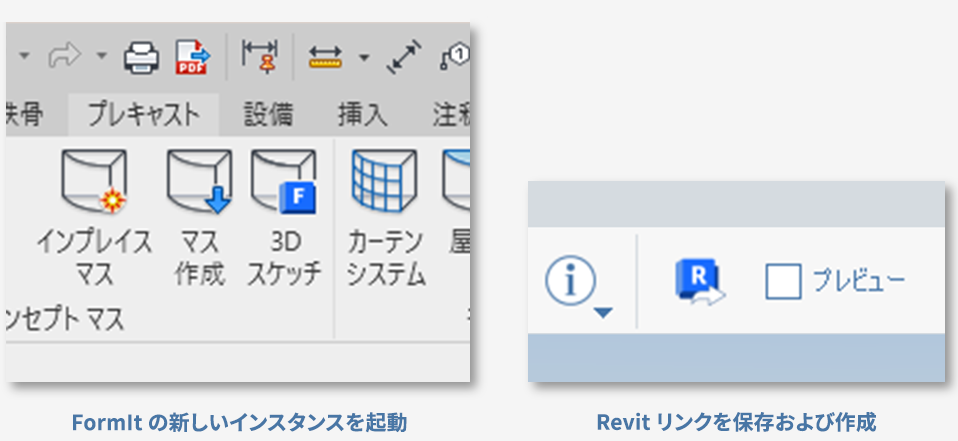 PDF
1
鉄骨 プレキャスト 設備 挿入 注釈
F
インプレイス マス 3D カーテン 屋
マス 作成 スケッチ システム
ンセプト マス
i R プレビュー
FormIt の新しいインスタンスを起動
Revit リンクを保存および作成